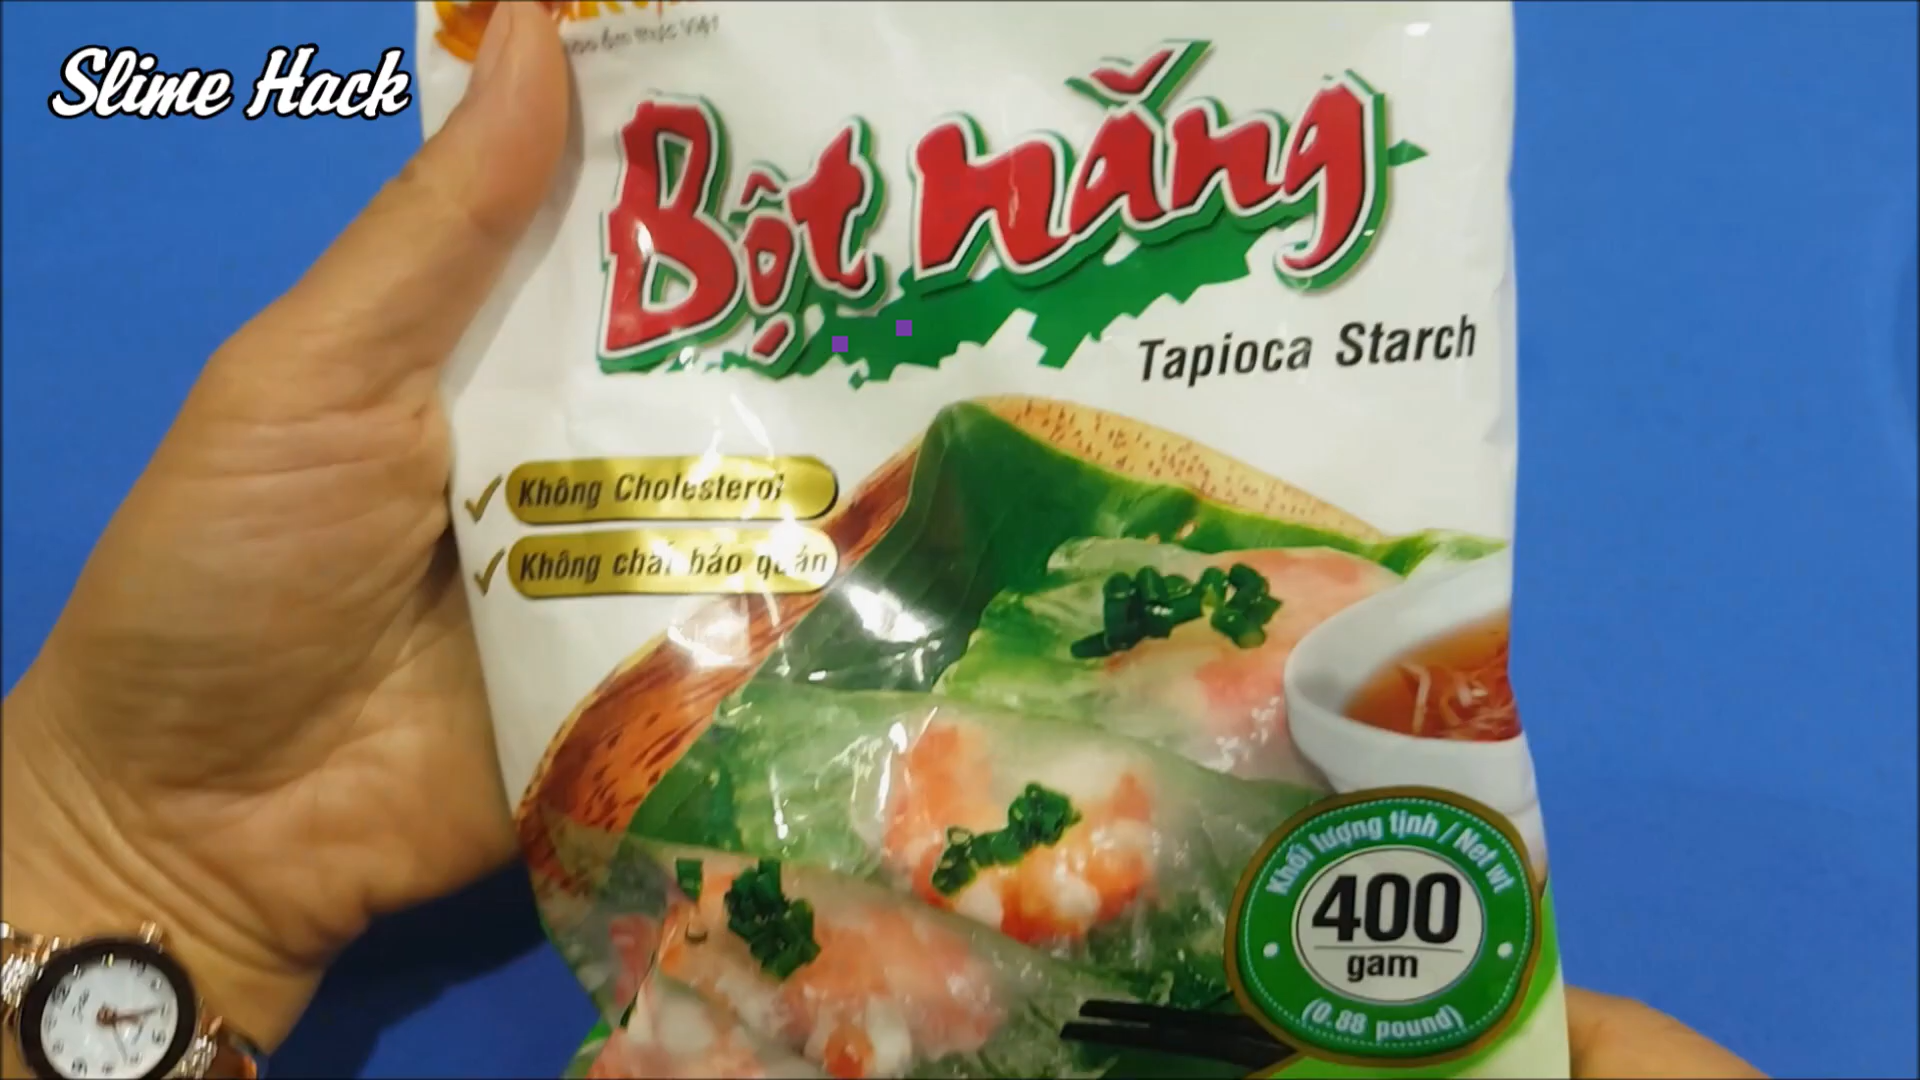 Slime Hack
Bột năng
Tapioca Starch
Không Cholesterol
Không chất bảo quản
Khối lượng tịnh / Net wt
400
gam
(0.88 pound)